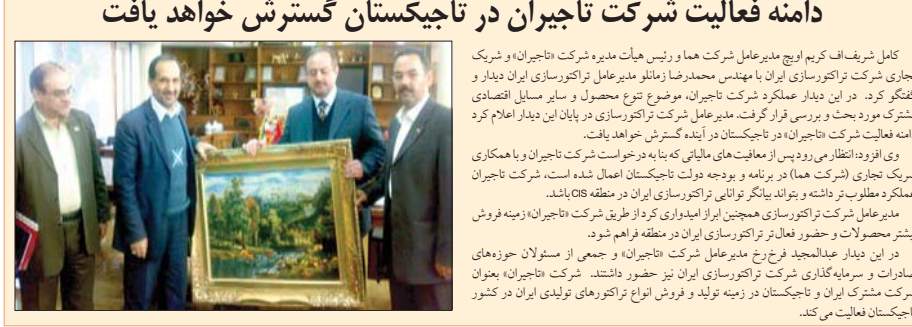 دامنه فعالیت شرکت تاجیران در تاجیکستان گسترش خواهد یافت
کامل شریف‌اف کریم اویچ مدیرعامل شرکت هما و رئیس هیأت مدیره شرکت «تاجیران» و شریک
تجاری شرکت تراکتورسازی ایران با مهندس محمدرضا زمانلو مدیرعامل تراکتورسازی ایران دیدار و
گفتگو کرد. در این دیدار عملکرد شرکت تاجیران، موضوع تنوع محصول و سایر مسایل اقتصادی
مشترک مورد بحث و بررسی قرار گرفت. مدیرعامل شرکت تراکتورسازی در پایان این دیدار اعلام کرد
دامنه فعالیت شرکت «تاجیران» در تاجیکستان در آینده گسترش خواهد یافت.
وی افزود: انتظار می‌رود پس از معافیت‌های مالیاتی که بنا به درخواست شرکت تاجیران و با همکاری
شریک تجاری (شرکت هما) در برنامه و بودجه دولت تاجیکستان اعمال شده است، شرکت تاجیران
عملکرد مطلوب‌تر داشته و بتواند بیانگر توانایی تراکتورسازی ایران در منطقه CIS باشد.
مدیرعامل شرکت تراکتورسازی همچنین ابراز امیدواری کرد از طریق شرکت «تاجیران» زمینه فروش
بیشتر محصولات و حضور فعال‌تر تراکتورسازی ایران در منطقه فراهم شود.
در این دیدار عبدالمجید فرخ‌رخ مدیرعامل شرکت «تاجیران» و جمعی از مسئولان حوزه‌های
صادرات و سرمایه‌گذاری شرکت تراکتورسازی ایران نیز حضور داشتند. شرکت «تاجیران» بعنوان
شرکت مشترک ایران و تاجیکستان در زمینه تولید و فروش انواع تراکتورهای تولیدی ایران در کشور
تاجیکستان فعالیت می‌کند.